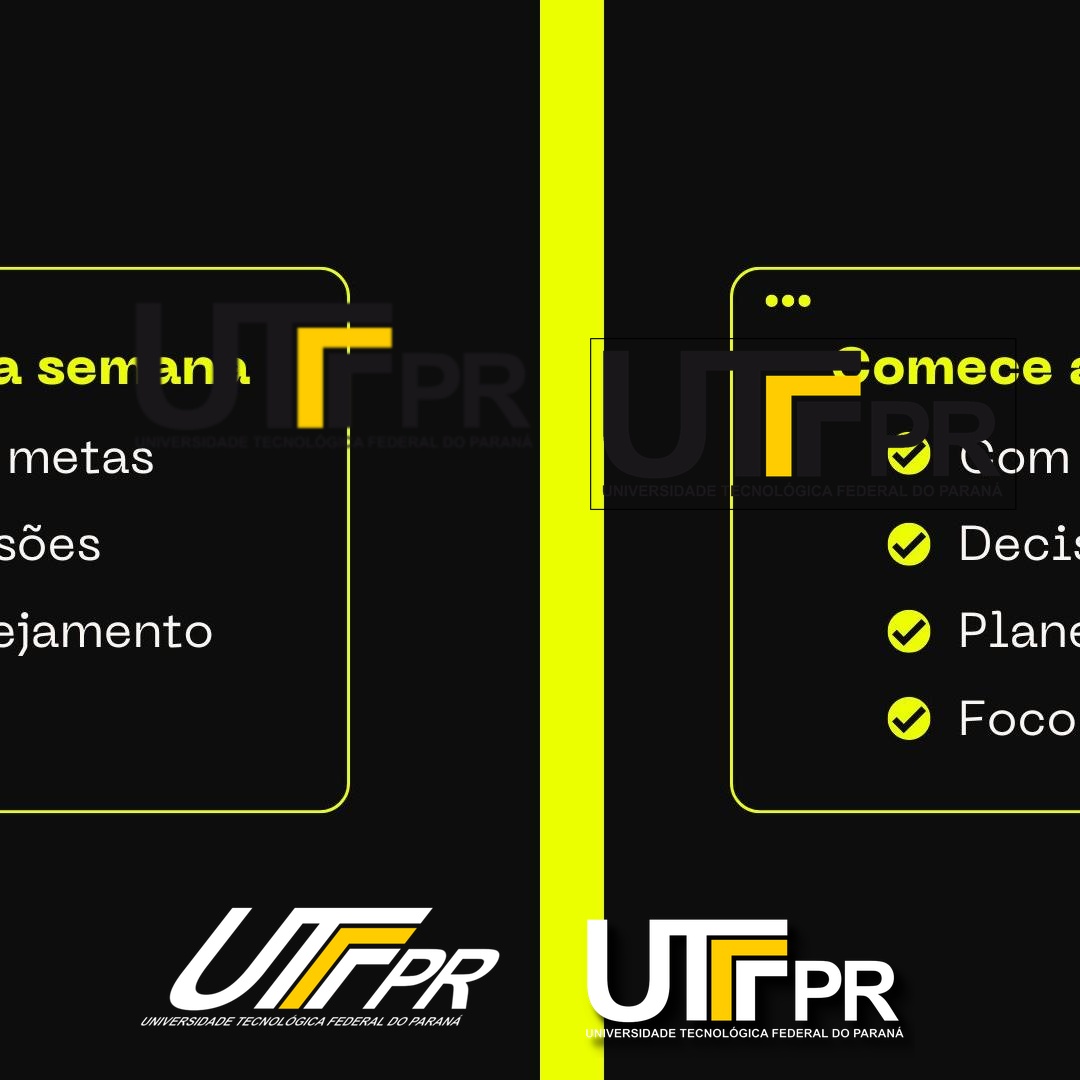 a semana
metas
sões
ejamento
UTFPR
UNIVERSIDADE TECNOLÓGICA FEDERAL DO PARANÁ
UTFPR
UNIVERSIDADE TECNOLÓGICA FEDERAL DO PARANÁ
Comece a
Com
Decis
Plane
Foco
UTFPR
UNIVERSIDADE TECNOLÓGICA FEDERAL DO PARANÁ
UTFPR
UNIVERSIDADE TECNOLÓGICA FEDERAL DO PARANÁ